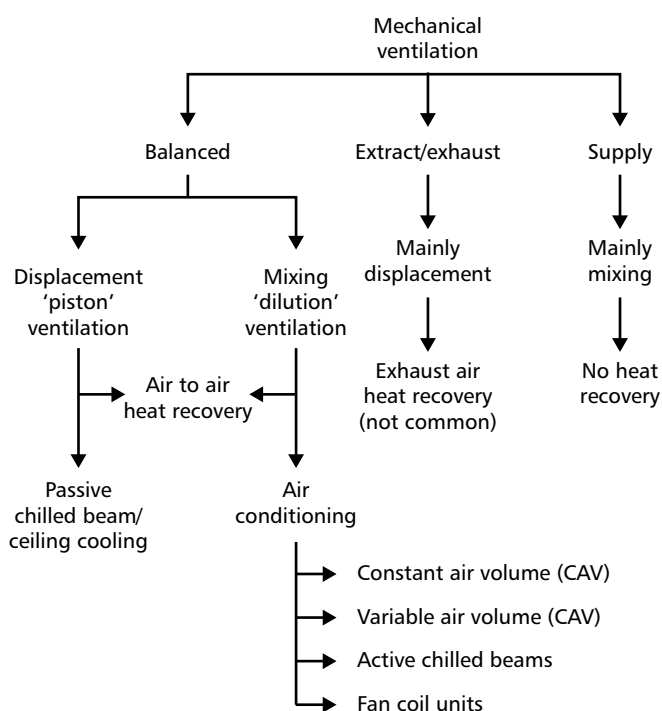 Mechanical
ventilation
Balanced
Extract/exhaust
Supply
Displacement
‘piston’
ventilation
Mixing
‘dilution’
ventilation
Mainly
displacement
Mainly
mixing
Air to air
heat recovery
Exhaust air
heat recovery
(not common)
No heat
recovery
Passive
chilled beam/
ceiling cooling
Air
conditioning
Constant air volume (CAV)
Variable air volume (CAV)
Active chilled beams
Fan coil units